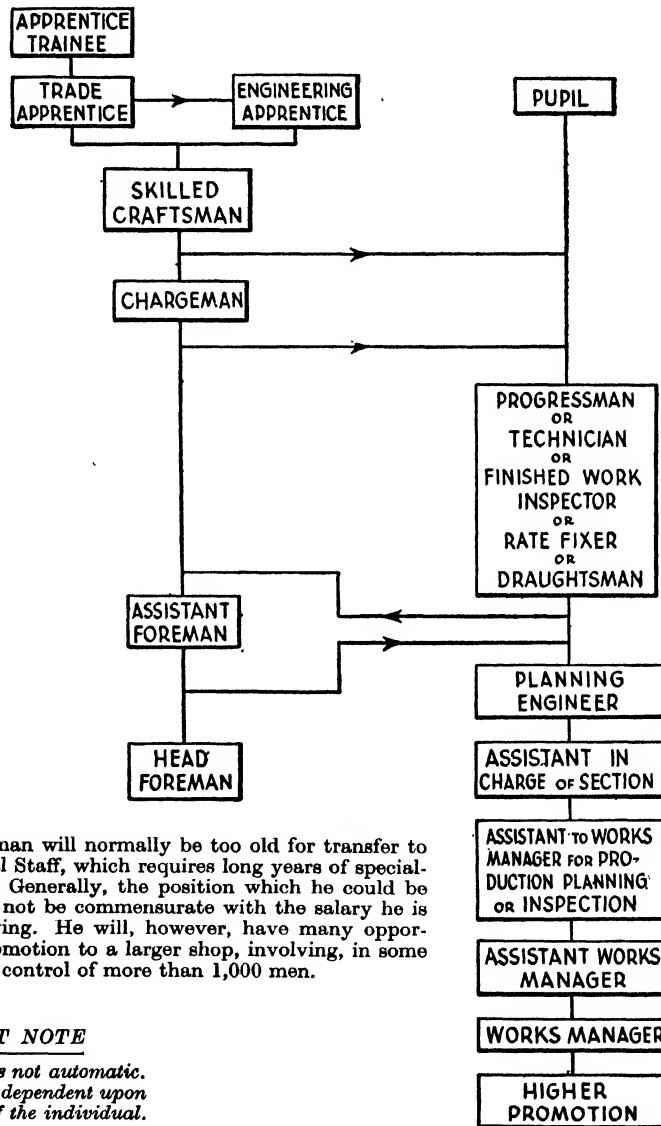 APPRENTICE
TRAINEE
TRADE
APPRENTICE
ENGINEERING
APPRENTICE
PUPIL
SKILLED
CRAFTSMAN
CHARGEMAN
PROGRESSMAN
OR
TECHNICIAN
OR
FINISHED WORK
INSPECTOR
OR
RATE FIXER
OR
DRAUGHTSMAN
ASSISTANT
FOREMAN
HEAD
FOREMAN
PLANNING
ENGINEER
ASSISTANT IN
CHARGE OF SECTION
ASSISTANT TO WORKS
MANAGER FOR PRO-
DUCTION PLANNING
OR INSPECTION
ASSISTANT WORKS
MANAGER
WORKS MANAGER
HIGHER
PROMOTION
man will normally be too old for transfer to
l Staff, which requires long years of special-
Generally, the position which he could be
not be commensurate with the salary he is
ving. He will, however, have many oppor-
omotion to a larger shop, involving, in some
control of more than 1,000 men.
T NOTE
s not automatic.
dependent upon
f the individual.